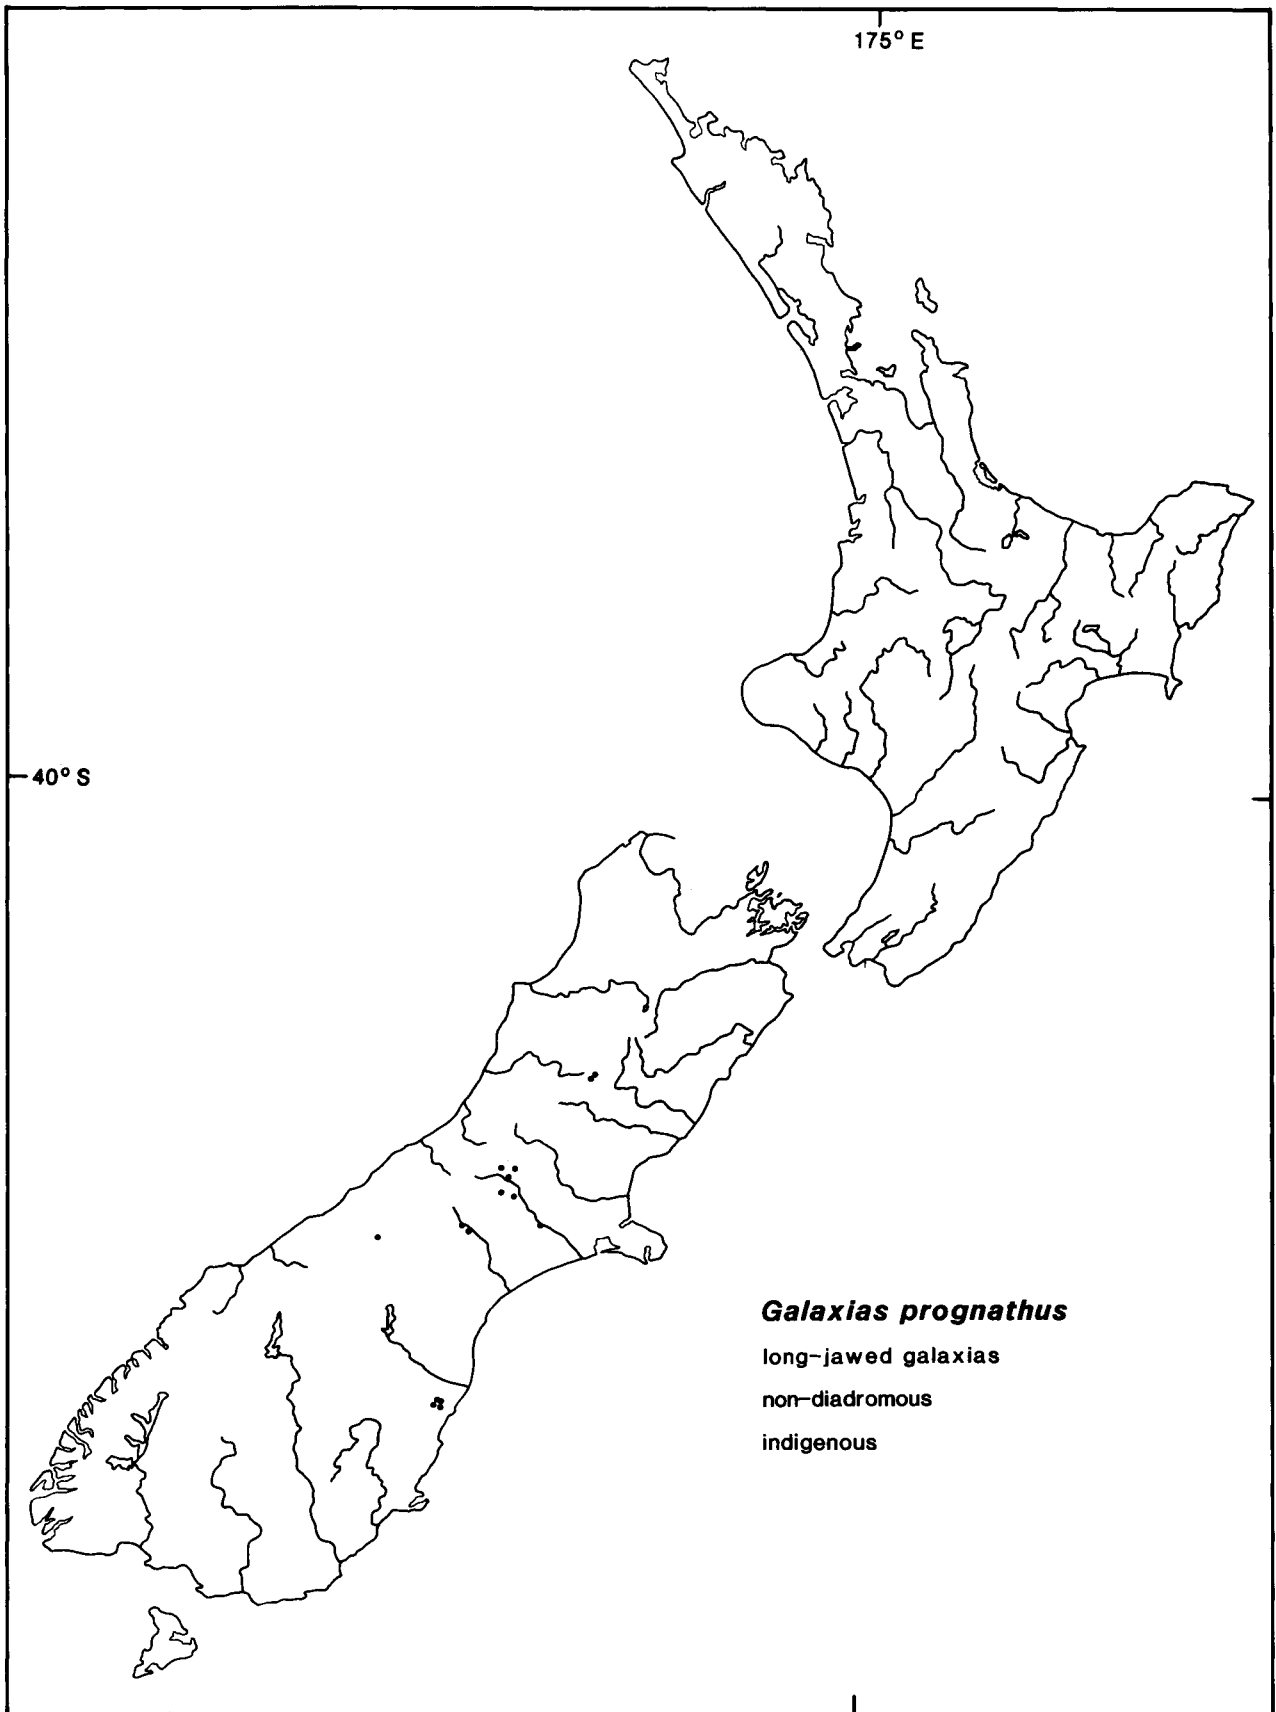 175° E
40° S
Galaxias prognathus
long-jawed galaxias
non-diadromous
indigenous